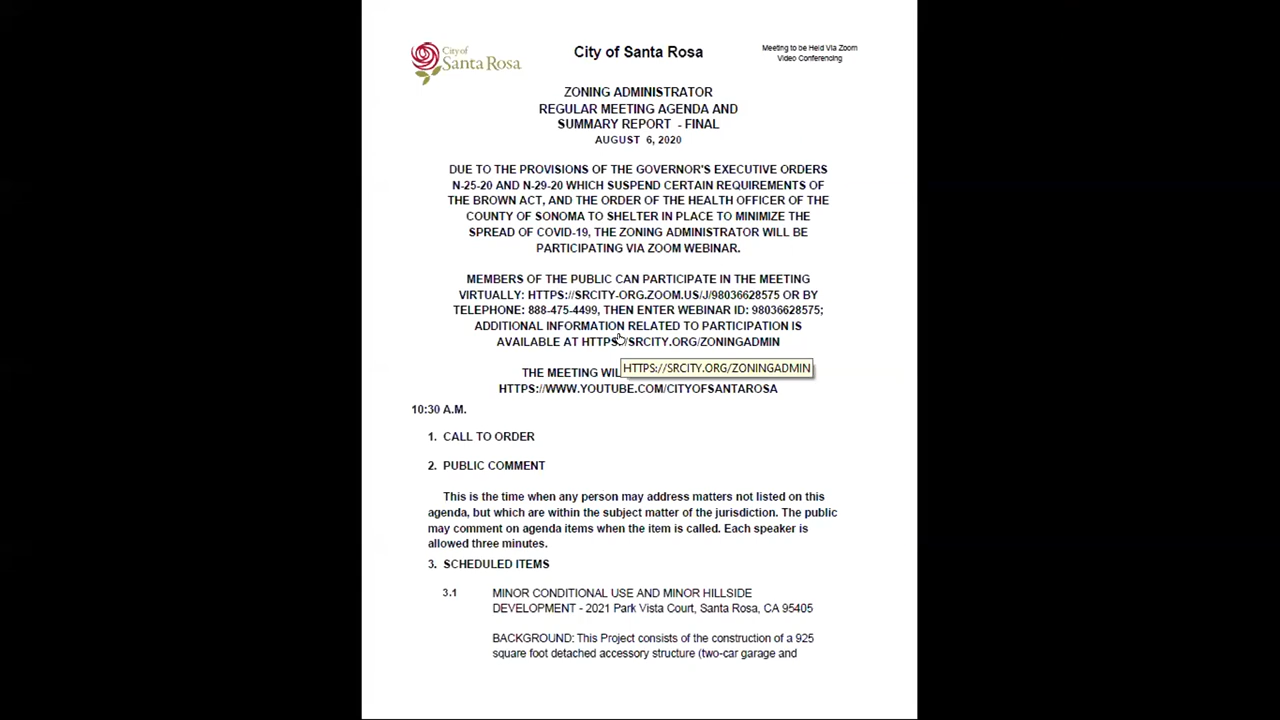 City of
Santa Rosa
City of Santa Rosa
Meeting to be Held Via Zoom
Video Conferencing
ZONING ADMINISTRATOR
REGULAR MEETING AGENDA AND
SUMMARY REPORT - FINAL
AUGUST 6, 2020
DUE TO THE PROVISIONS OF THE GOVERNOR'S EXECUTIVE ORDERS
N-25-20 AND N-29-20 WHICH SUSPEND CERTAIN REQUIREMENTS OF
THE BROWN ACT, AND THE ORDER OF THE HEALTH OFFICER OF THE
COUNTY OF SONOMA TO SHELTER IN PLACE TO MINIMIZE THE
SPREAD OF COVID-19, THE ZONING ADMINISTRATOR WILL BE
PARTICIPATING VIA ZOOM WEBINAR.
MEMBERS OF THE PUBLIC CAN PARTICIPATE IN THE MEETING
VIRTUALLY: HTTPS://SRCITY-ORG.ZOOM.US/J/98036628575 OR BY
TELEPHONE: 888-475-4499, THEN ENTER WEBINAR ID: 98036628575;
ADDITIONAL INFORMATION RELATED TO PARTICIPATION IS
AVAILABLE AT HTTPS://SRCITY.ORG/ZONINGADMIN
HTTPS://SRCITY.ORG/ZONINGADMIN
THE MEETING WIL
HTTPS://WWW.YOUTUBE.COM/CITYOFSANTAROSA
10:30 A.M.
1. CALL TO ORDER
2. PUBLIC COMMENT
This is the time when any person may address matters not listed on this
agenda, but which are within the subject matter of the jurisdiction. The public
may comment on agenda items when the item is called. Each speaker is
allowed three minutes.
3. SCHEDULED ITEMS
3.1 MINOR CONDITIONAL USE AND MINOR HILLSIDE
DEVELOPMENT - 2021 Park Vista Court, Santa Rosa, CA 95405
BACKGROUND: This Project consists of the construction of a 925
square foot detached accessory structure (two-car garage and